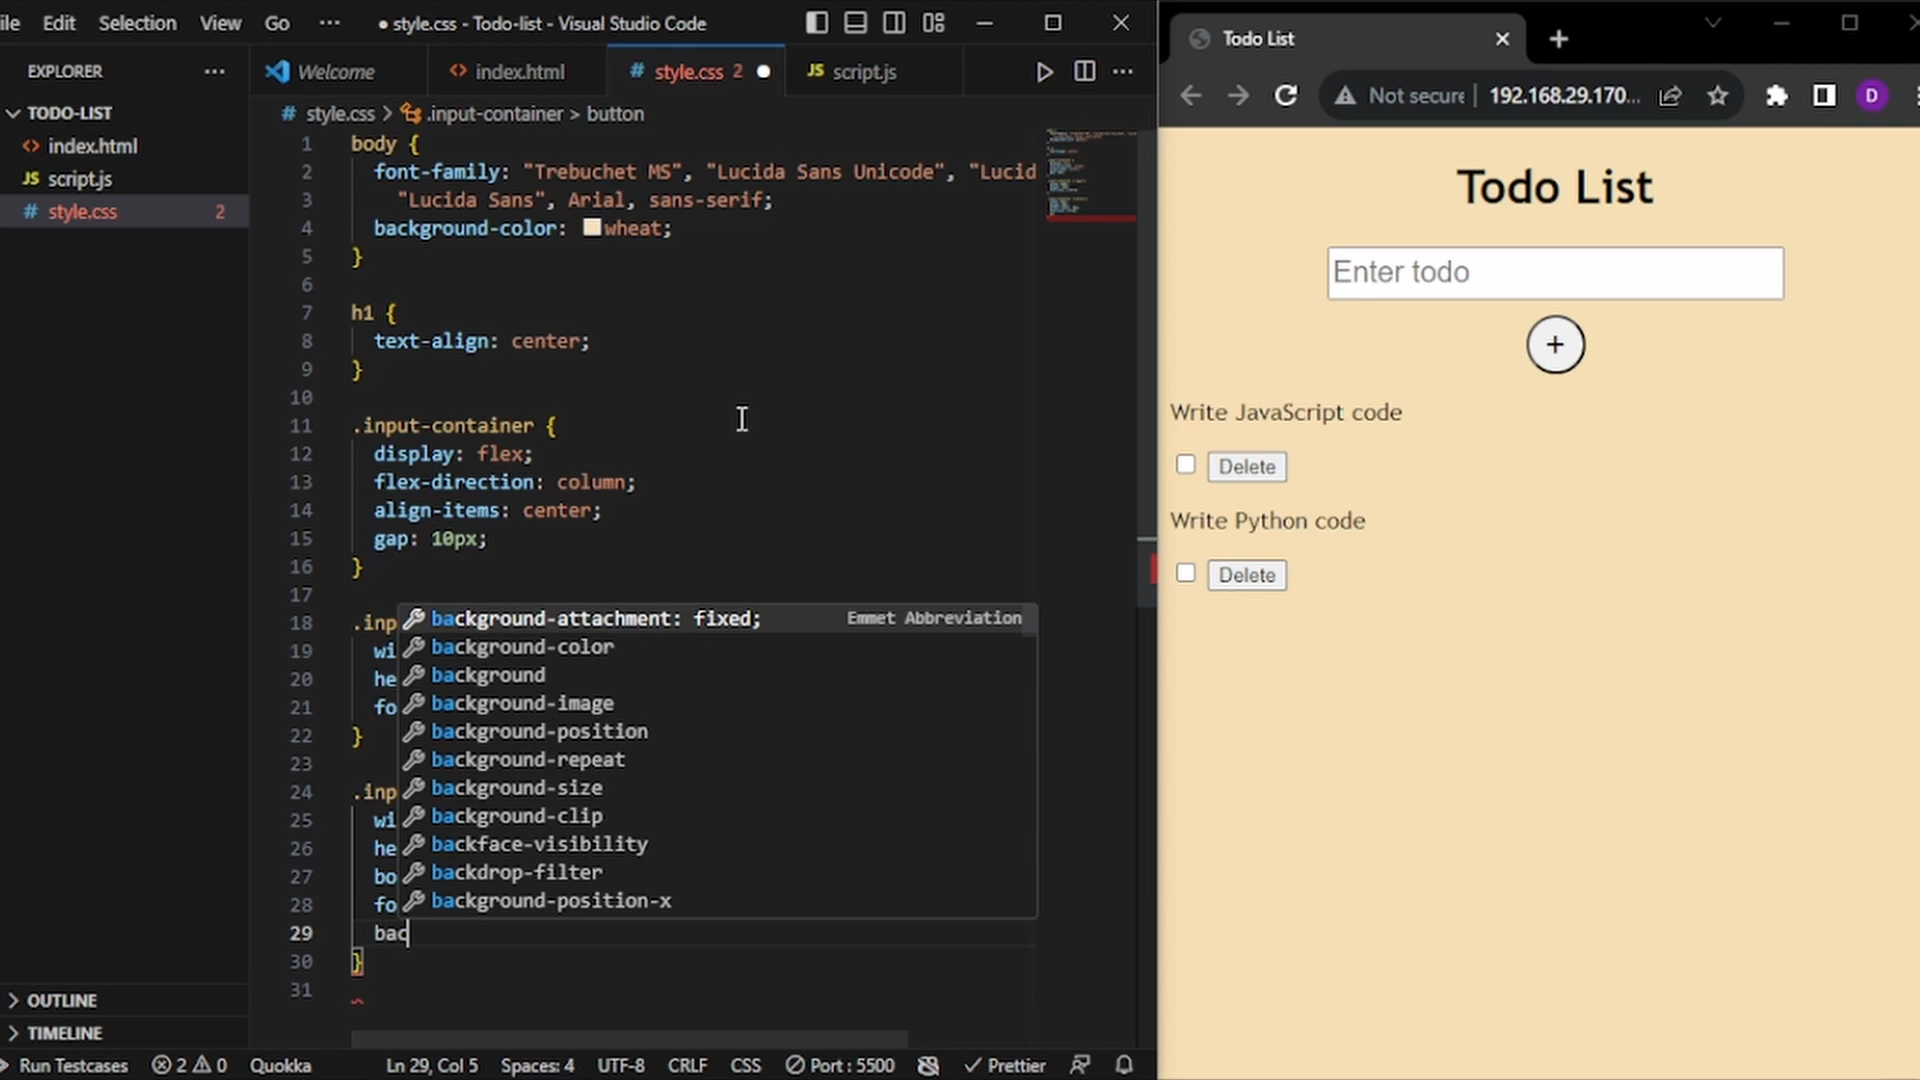 ile Edit Selection View Go ··· ● style.css - Todo-list - Visual Studio Code
EXPLORER ···
TODO-LIST
<> index.html
JS script.js
# style.css 2
OUTLINE
TIMELINE
Welcome <> index.html # style.css 2 ● JS script.js ···
# style.css > .input-container > button
1 body {
2 font-family: "Trebuchet MS", "Lucida Sans Unicode", "Lucid
3 "Lucida Sans", Arial, sans-serif;
4 background-color: wheat;
5 }
6
7 h1 {
8 text-align: center;
9 }
10
11 .input-container {
12 display: flex;
13 flex-direction: column;
14 align-items: center;
15 gap: 10px;
16 }
17
18 .inp
19 wi
20 he
21 fo
22 }
23
24 .inp
25 wi
26 he
27 bo
28 fo
29 bac
30 }
31
background-attachment: fixed; Emmet Abbreviation
background-color
background
background-image
background-position
background-repeat
background-size
background-clip
backface-visibility
backdrop-filter
background-position-x
Run Testcases 2 0 Quokka Ln 29, Col 5 Spaces: 4 UTF-8 CRLF CSS Port : 5500 Prettier
Todo List
Not secure 192.168.29.170... D
Todo List
Enter todo
+
Write JavaScript code
Delete
Write Python code
Delete